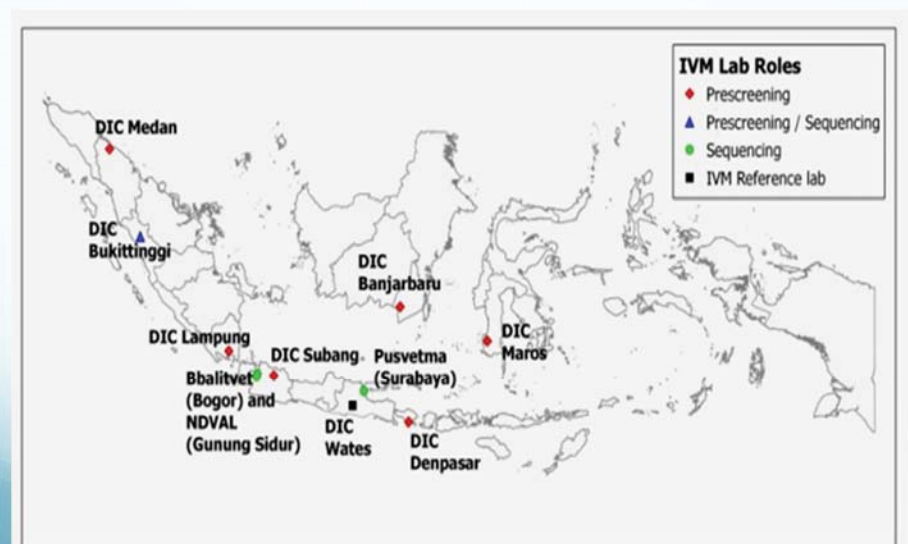 IVM Lab Roles
Prescreening
Prescreening / Sequencing
Sequencing
IVM Reference lab
DIC Medan
DIC
Bukittinggi
DIC
Banjarbaru
DIC Lampung
DIC
Maros
DIC Subang
Pusvetma
(Surabaya)
Bbalitvet
(Bogor) and
NDVAL
(Gunung Sidur)
DIC
Wates
DIC
Denpasar